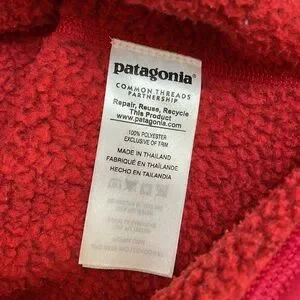 patagonia®
COMMON THREADS
PARTNERSHIP
Repair, Reuse, Recycle
This Product
www.patagonia.com
100% POLYESTER
EXCLUSIVE OF TRIM
MADE IN THAILAND
FABRIQUÉ EN THAÏLANDE
HECHO EN TAILANDIA